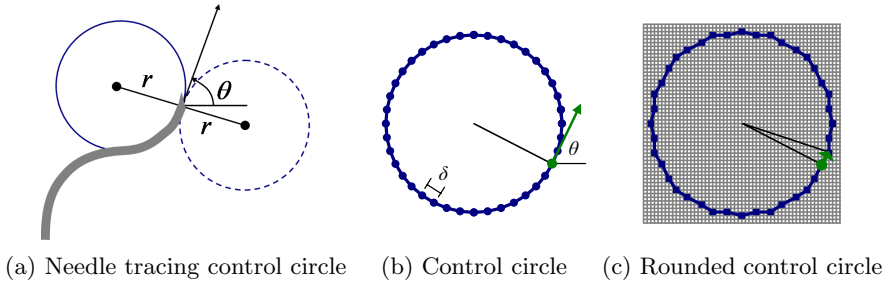 r
θ
r
θ
δ
(a) Needle tracing control circle (b) Control circle (c) Rounded control circle